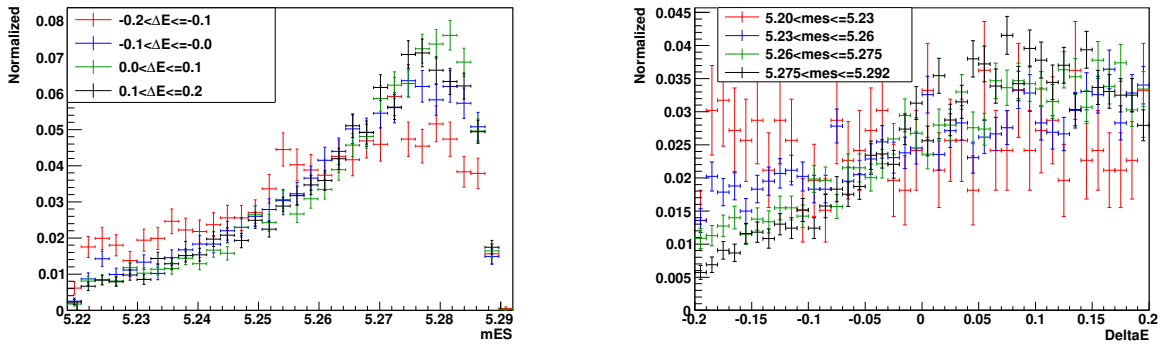 Normalized
0.08
0.07
0.06
0.05
0.04
0.03
0.02
0.01
0
-0.2<ΔE<=-0.1
-0.1<ΔE<=-0.0
0.0<ΔE<=0.1
0.1<ΔE<=0.2
5.22 5.23 5.24 5.25 5.26 5.27 5.28 5.29
mES
Normalized
0.045
0.04
0.035
0.03
0.025
0.02
0.015
0.01
0.005
0
5.20<mes<=5.23
5.23<mes<=5.26
5.26<mes<=5.275
5.275<mes<=5.292
-0.2 -0.15 -0.1 -0.05 0 0.05 0.1 0.15 0.2
DeltaE